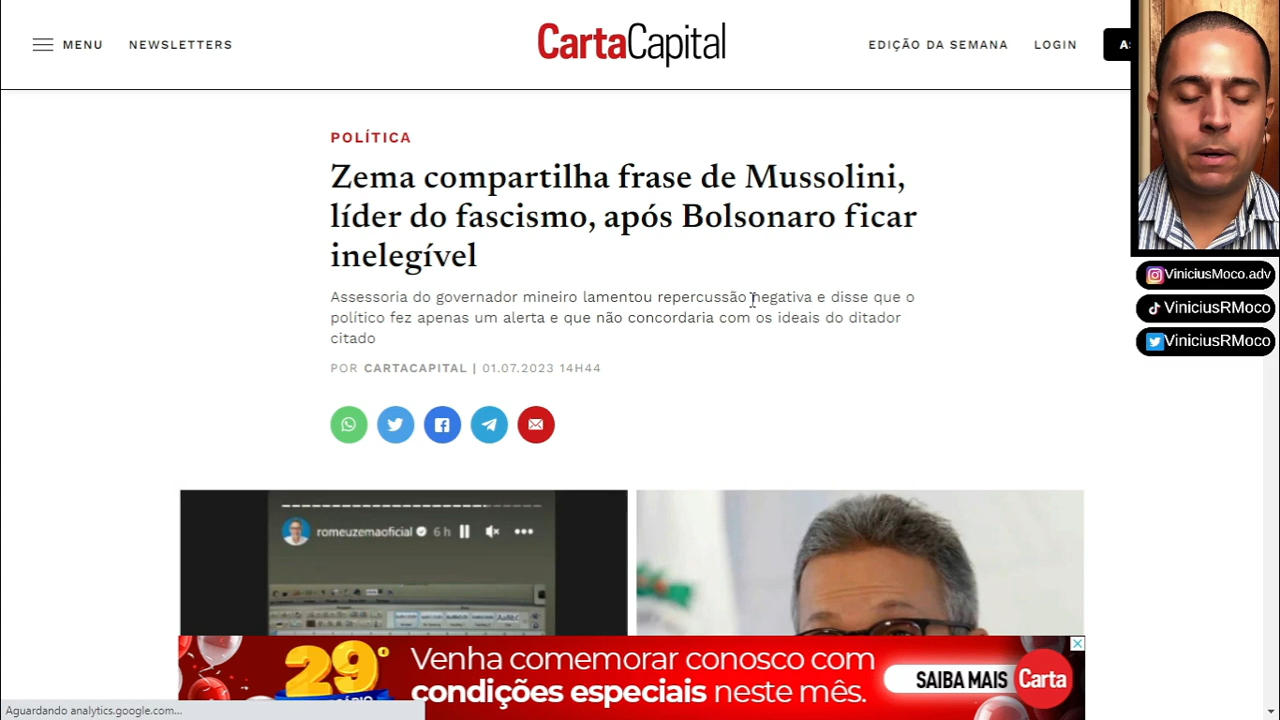 MENU
NEWSLETTERS
CartaCapital
EDIÇÃO DA SEMANA
LOGIN
POLÍTICA
Zema compartilha frase de Mussolini,
líder do fascismo, após Bolsonaro ficar
inelegível
Assessoria do governador mineiro lamentou repercussão negativa e disse que o
político fez apenas um alerta e que não concordaria com os ideais do ditador
citado
POR CARTACAPITAL | 01.07.2023 14H44
ViniciusMoco.adv
ViniciusRMoco
ViniciusRMoco
romeuzemaoficial 6 h
29º
Venha comemorar conosco com
condições especiais neste mês.
SAIBA MAIS
Carta
Aguardando analytics.google.com...